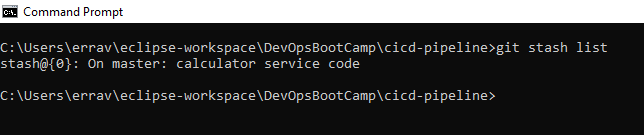 Command Prompt
C:\Users\errav\eclipse-workspace\DevOpsBootCamp\cicd-pipeline>git stash list
stash@{0}: On master: calculator service code
C:\Users\errav\eclipse-workspace\DevOpsBootCamp\cicd-pipeline>